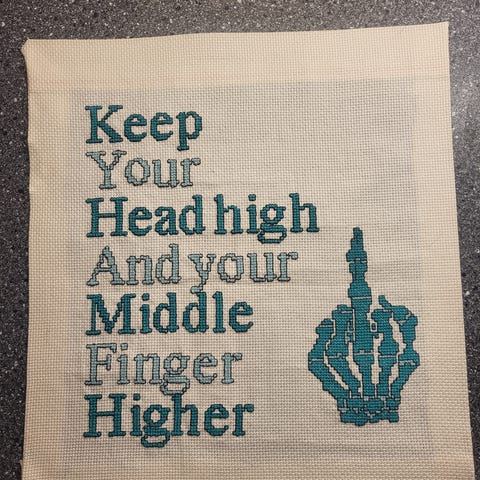 Keep
Your
Head high
And your
Middle
Finger
Higher